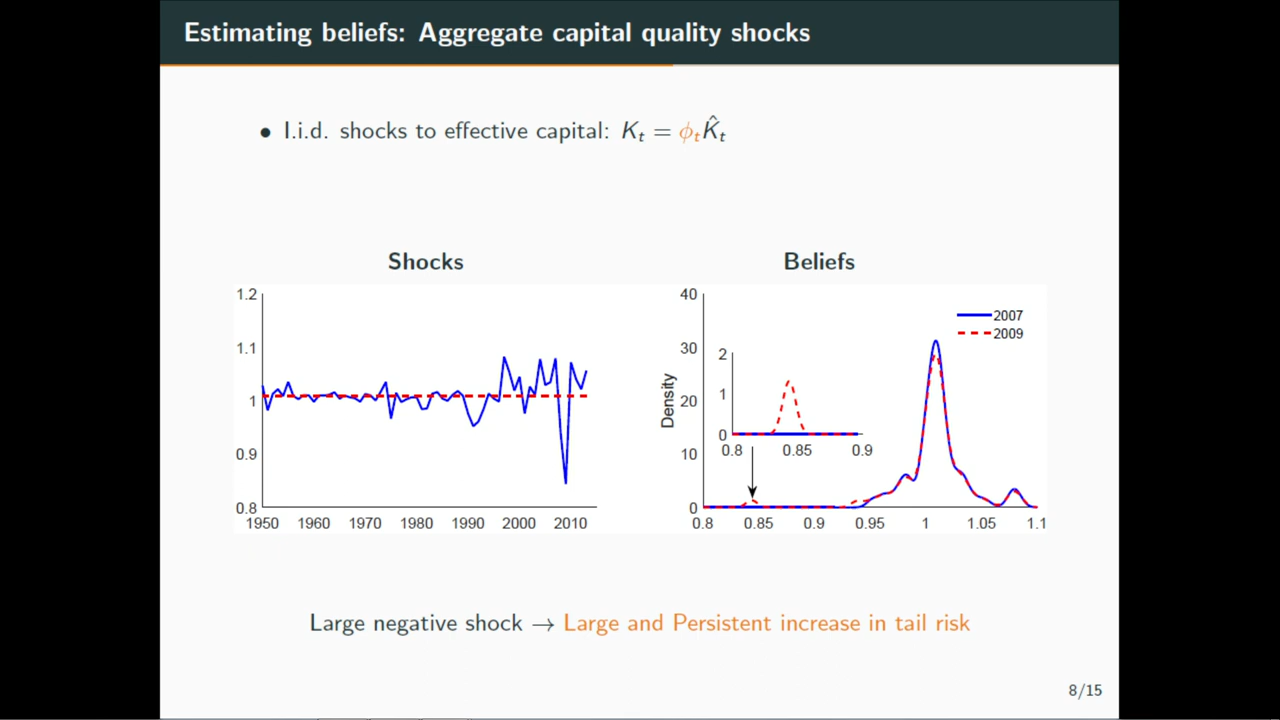 Estimating beliefs: Aggregate capital quality shocks
• I.i.d. shocks to effective capital: Kₜ = ϕₜK̂ₜ
Shocks
1.2
1.1
1
0.9
0.8
1950 1960 1970 1980 1990 2000 2010
Beliefs
40
30
20
10
0
Density
2007
2009
2
1
0
0.8 0.85 0.9
0.8 0.85 0.9 0.95 1 1.05 1.1
Large negative shock → Large and Persistent increase in tail risk
8/15